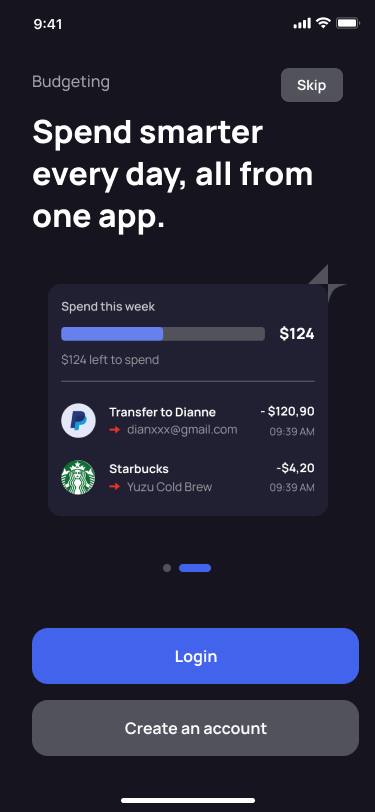 9:41
Budgeting
Skip
Spend smarter
every day, all from
one app.
Spend this week
$124
$124 left to spend
Transfer to Dianne
- $120,90
dianxxx@gmail.com
09:39 AM
Starbucks
-$4,20
Yuzu Cold Brew
09:39 AM
Login
Create an account